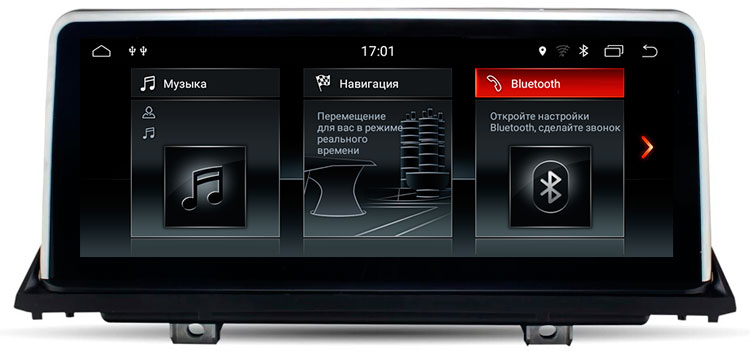 17:01
Музыка
Навигация
Bluetooth
Перемещение
для вас в режиме
реального
времени
Откройте настройки
Bluetooth, сделайте звонок